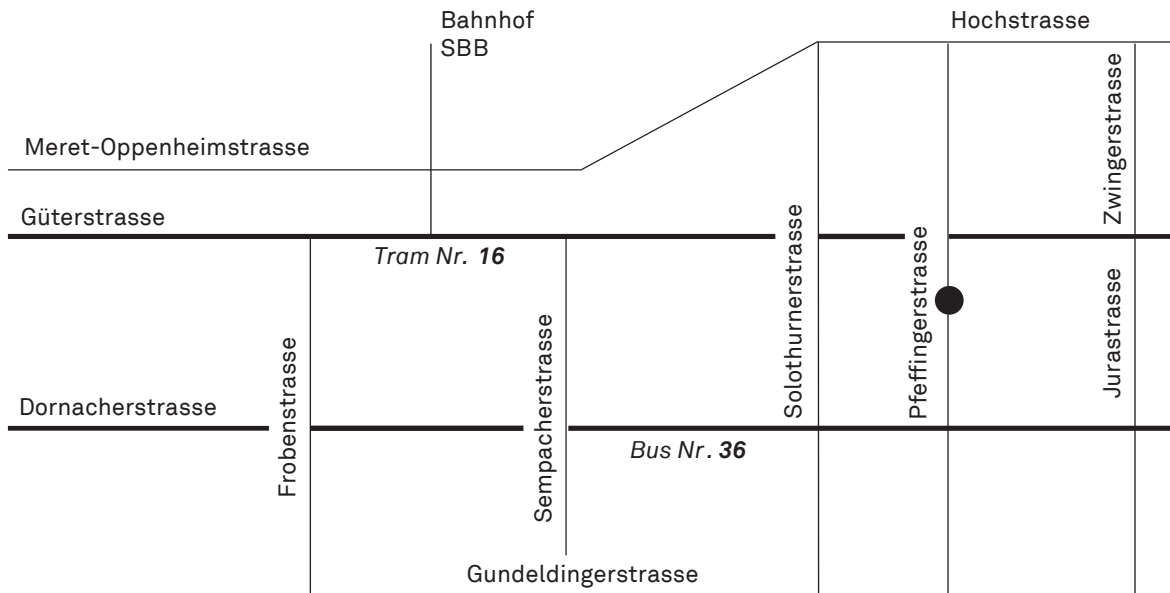 Bahnhof
SBB
Hochstrasse
Meret-Oppenheimstrasse
Zwingerstrasse
Güterstrasse
Tram Nr. 16
Solothurnerstrasse
Pfeffingerstrasse
Jurastrasse
Dornacherstrasse
Frobenstrasse
Sempacherstrasse
Bus Nr. 36
Gundeldingerstrasse